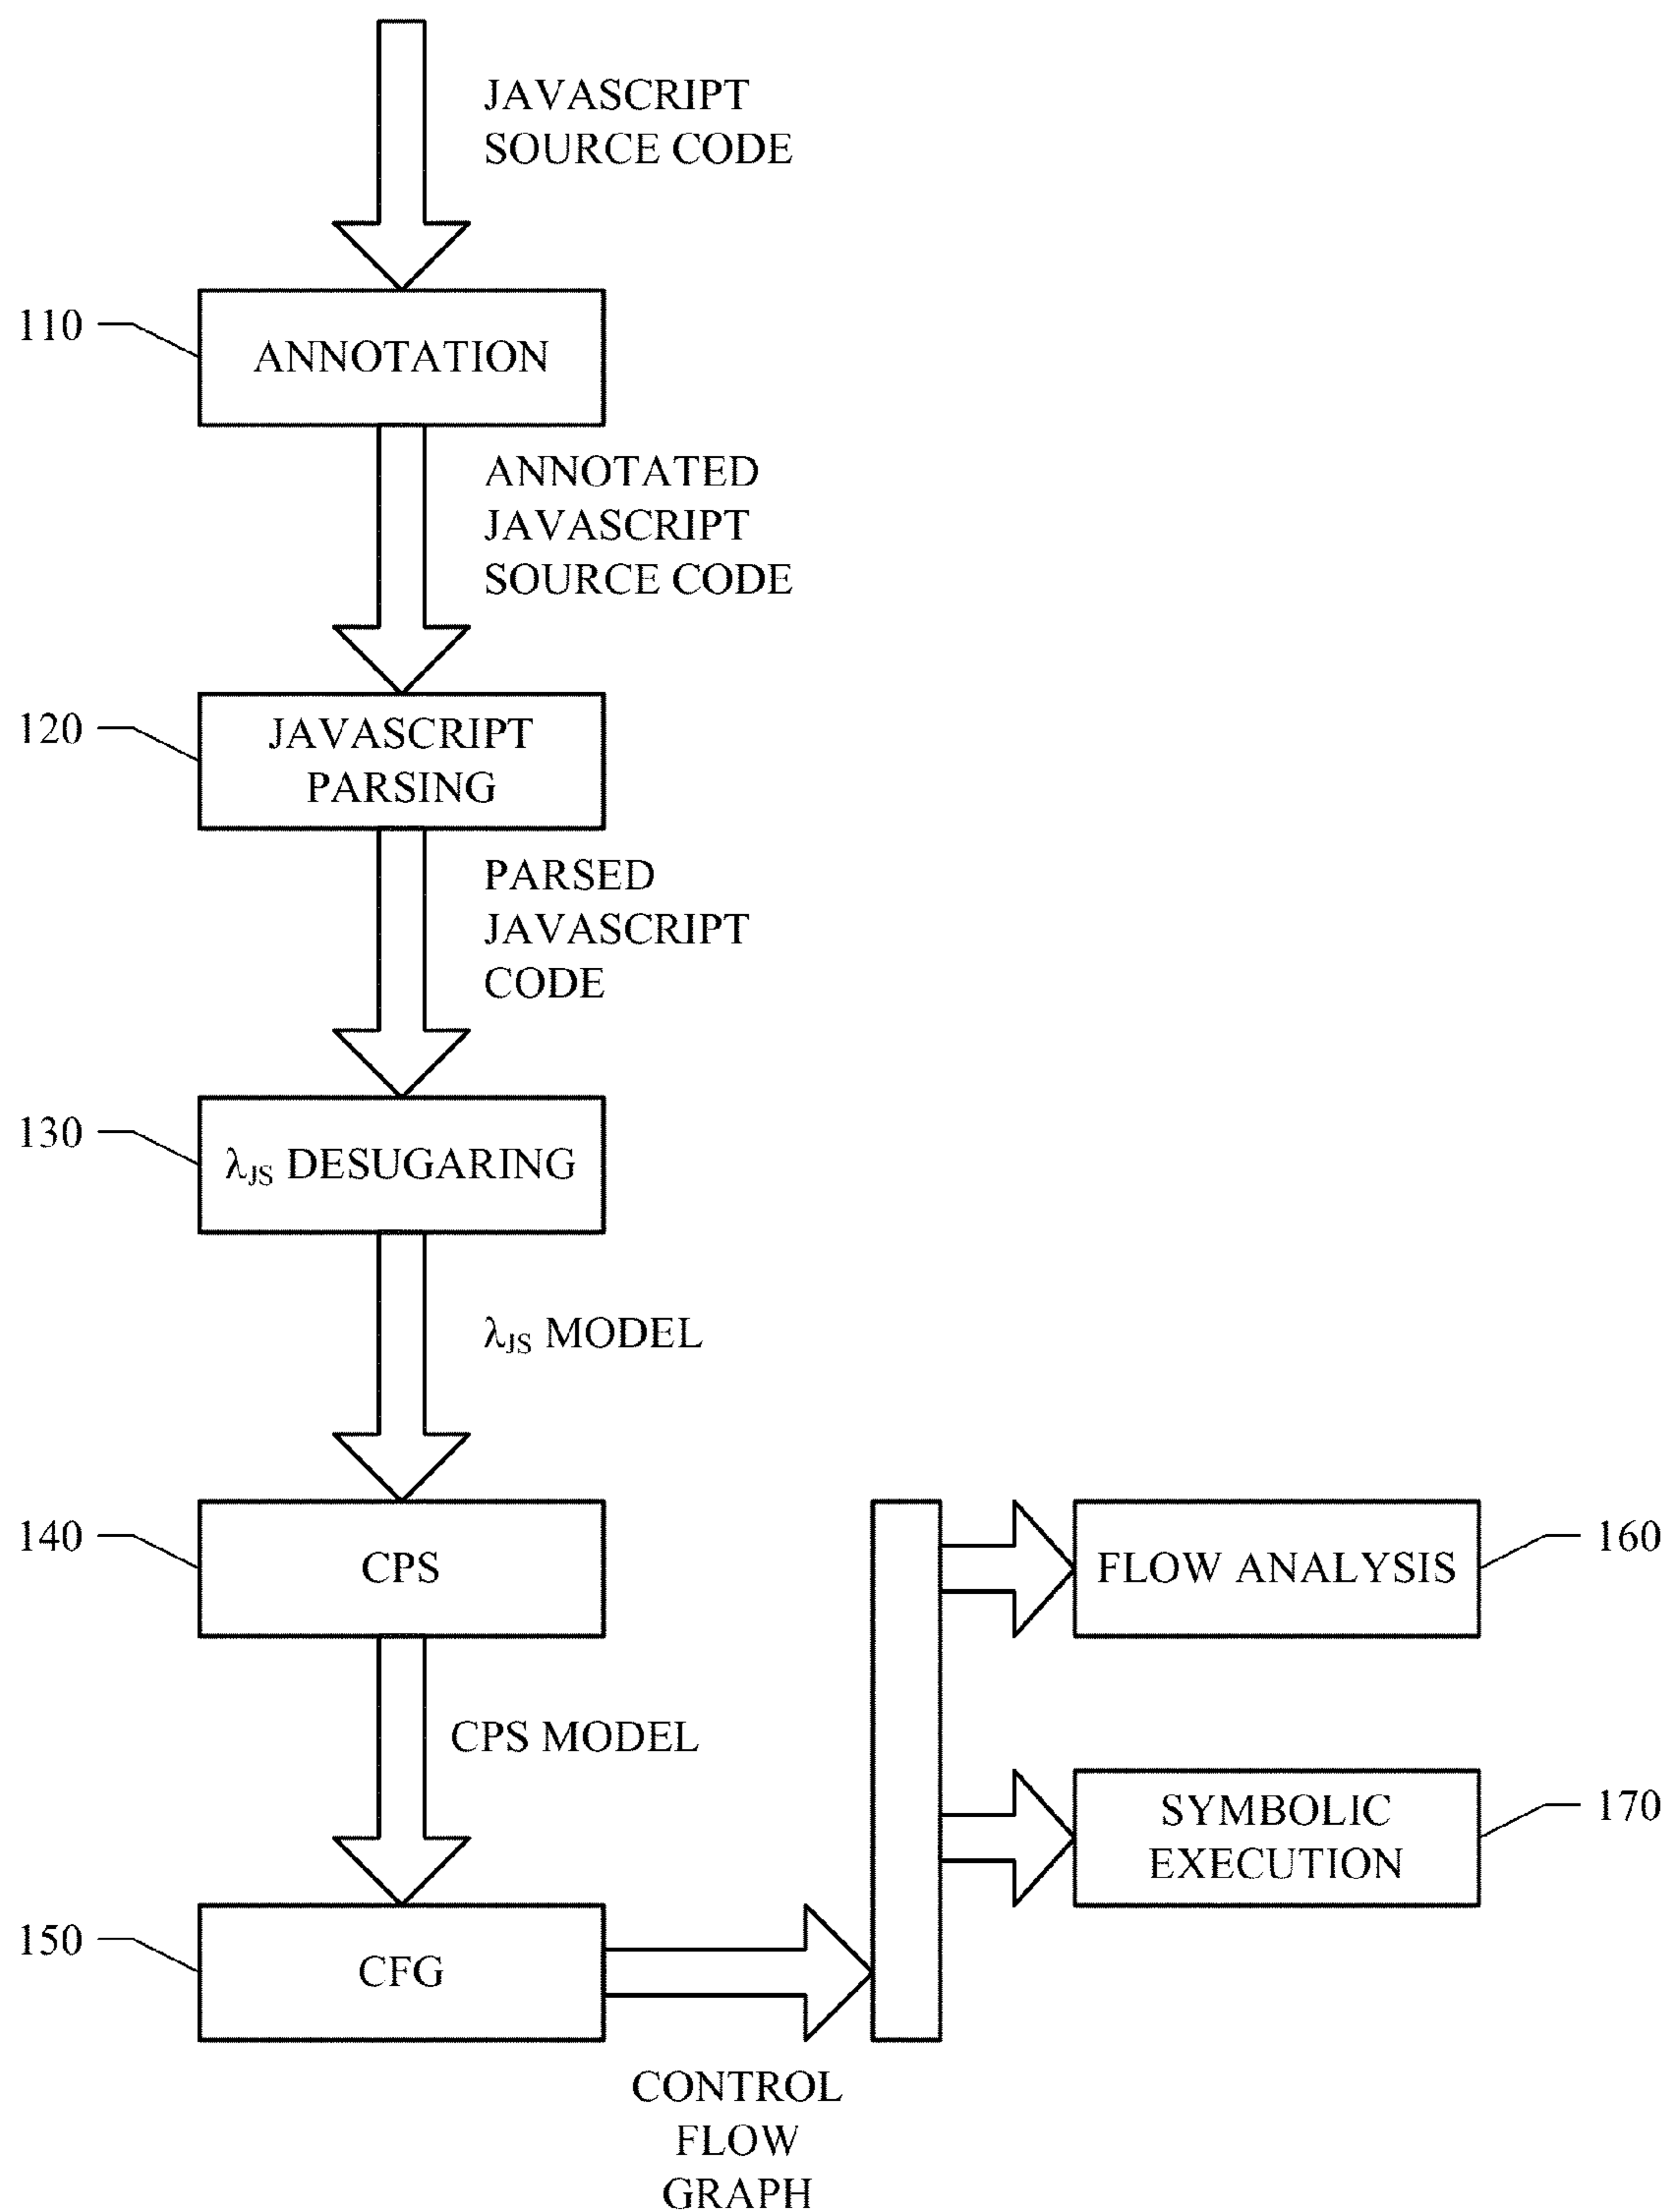 JAVASCRIPT
SOURCE CODE
110
ANNOTATION
ANNOTATED
JAVASCRIPT
SOURCE CODE
120
JAVASCRIPT
PARSING
PARSED
JAVASCRIPT
CODE
130
λJS DESUGARING
λJS MODEL
140
CPS
160
FLOW ANALYSIS
CPS MODEL
170
SYMBOLIC
EXECUTION
150
CFG
CONTROL
FLOW
GRAPH